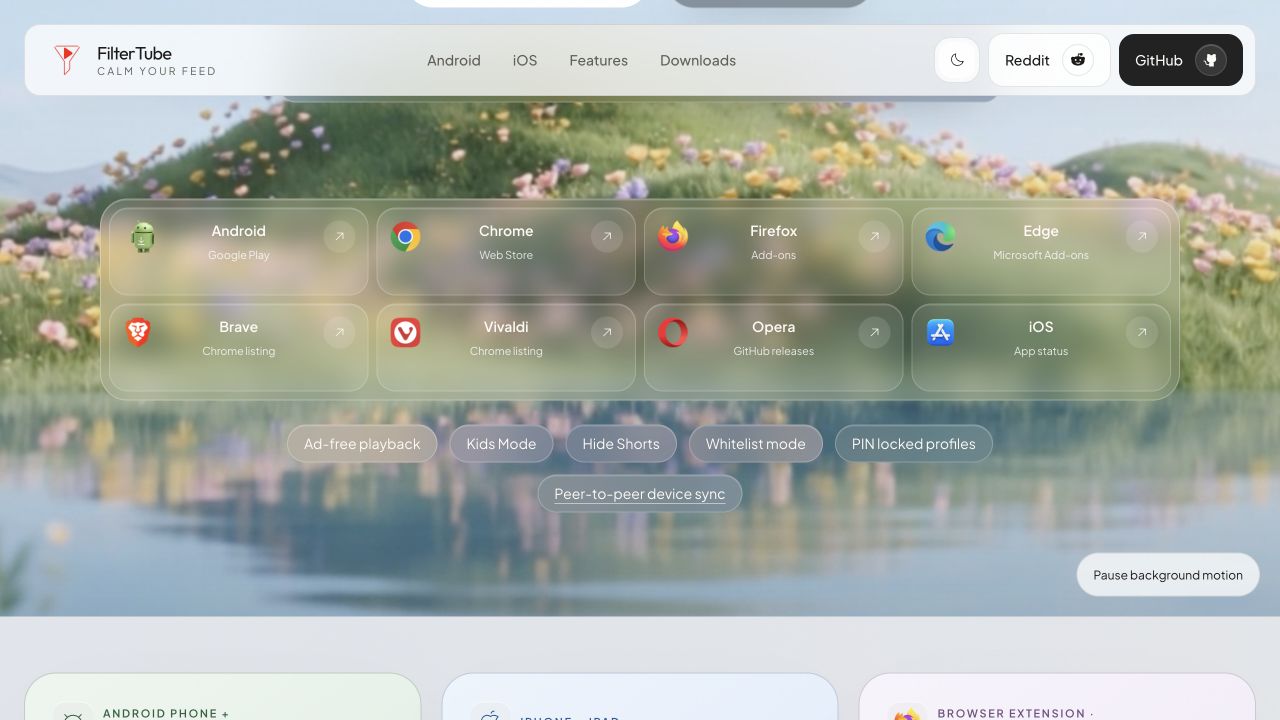 FilterTube
CALM YOUR FEED
Android
iOS
Features
Downloads
Reddit
GitHub
Android
Google Play
Chrome
Web Store
Firefox
Add-ons
Edge
Microsoft Add-ons
Brave
Chrome listing
Vivaldi
Chrome listing
Opera
GitHub releases
iOS
App status
Ad-free playback
Kids Mode
Hide Shorts
Whitelist mode
PIN locked profiles
Peer-to-peer device sync
Pause background motion
ANDROID PHONE +
BROWSER EXTENSION ·